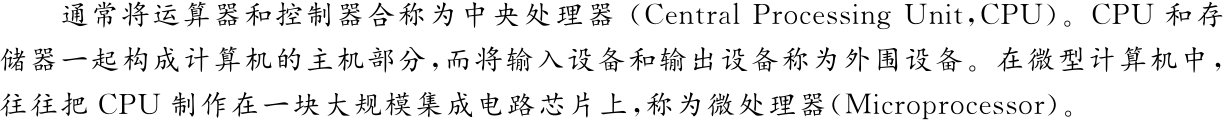 通常将运算器和控制器合称为中央处理器（Central Processing Unit,CPU）。CPU 和存
储器一起构成计算机的主机部分,而将输入设备和输出设备称为外围设备。在微型计算机中,
往往把 CPU 制作在一块大规模集成电路芯片上,称为微处理器(Microprocessor)。